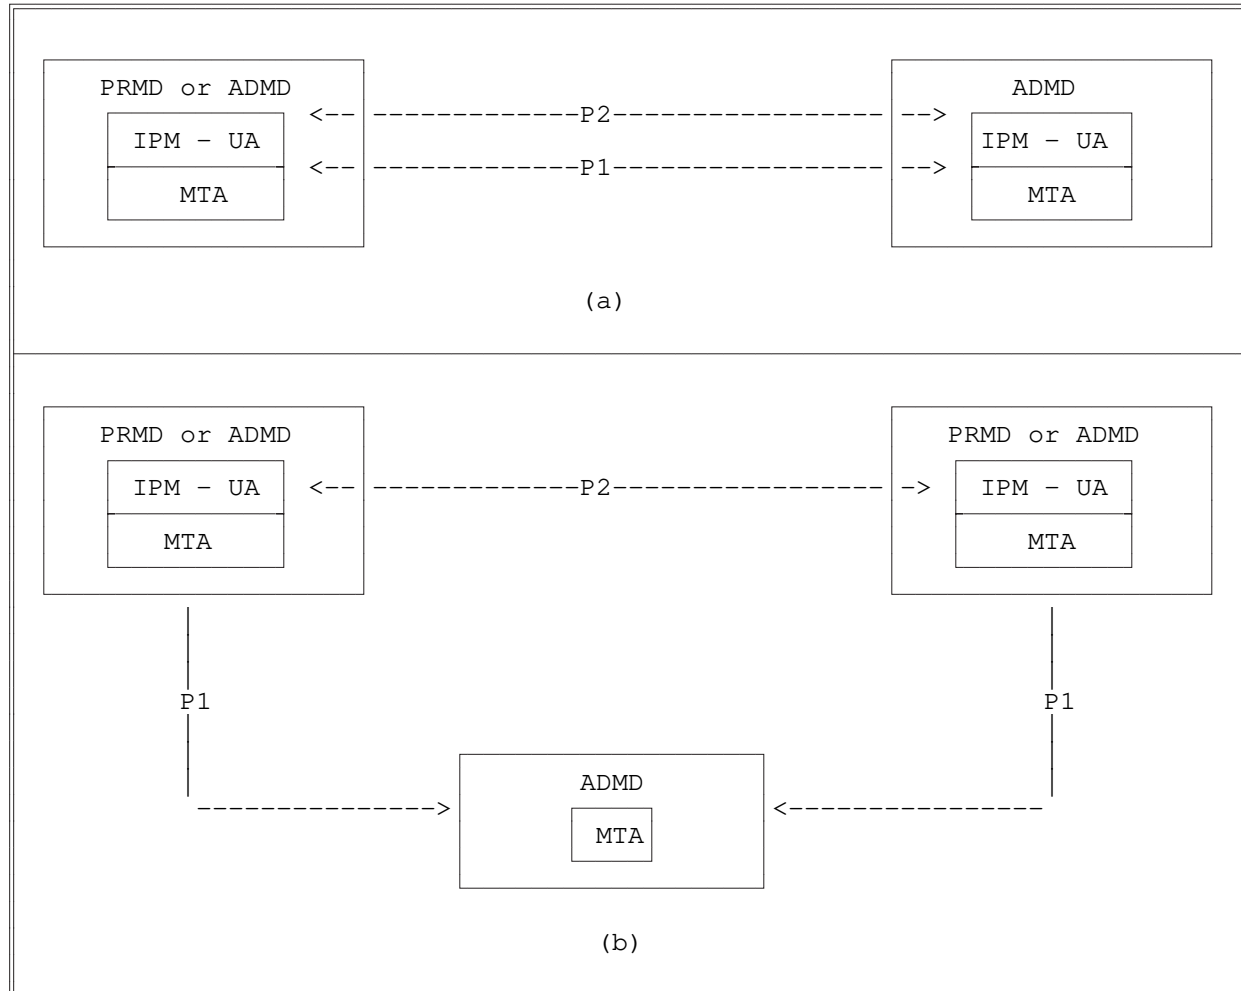 PRMD or ADMD ADMD
<-- -------------P2----------------- -->
IPM - UA IPM - UA
<-- -------------P1----------------- -->
MTA MTA
(a)
PRMD or ADMD PRMD or ADMD
IPM - UA <-- -------------P2----------------- -> IPM - UA
MTA MTA
P1 P1
ADMD
---------------> <----------------
MTA
(b)